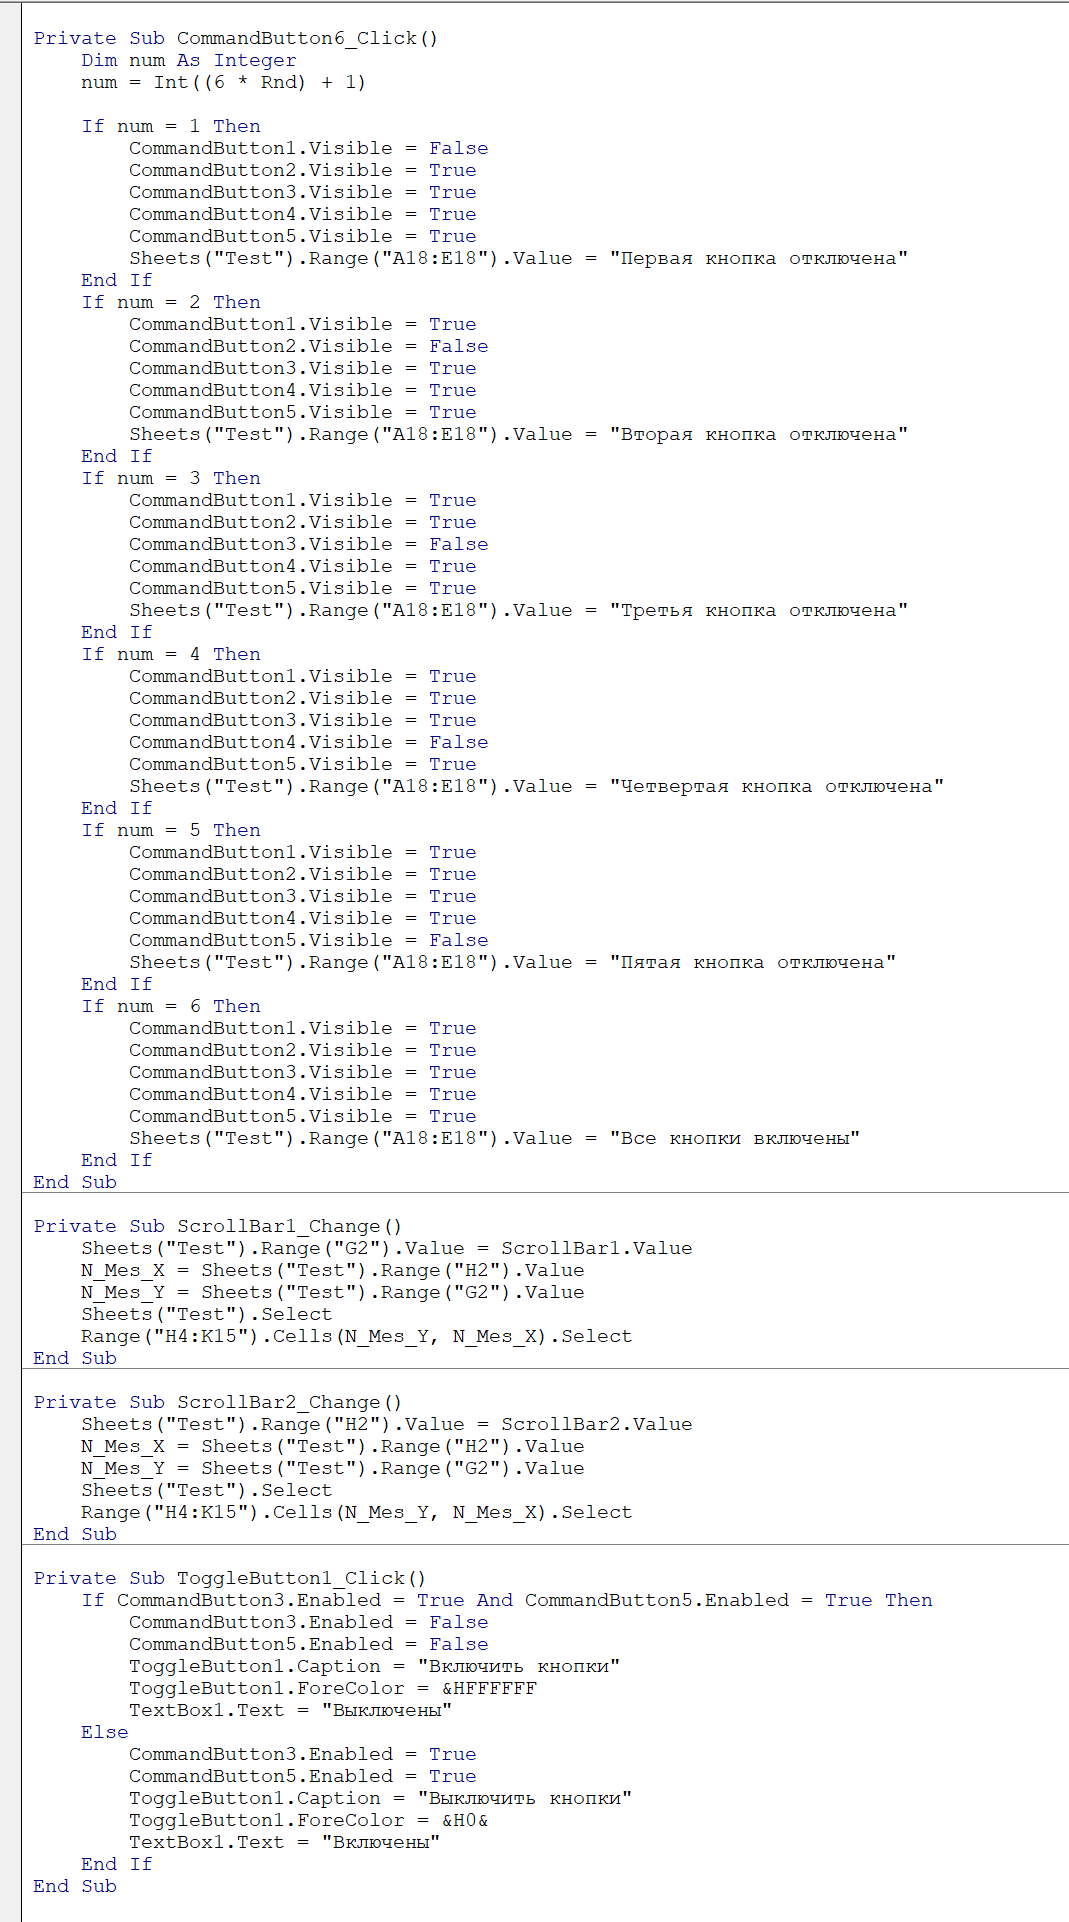 Private Sub CommandButton6_Click()
    Dim num As Integer
    num = Int((6 * Rnd) + 1)

    If num = 1 Then
        CommandButton1.Visible = False
        CommandButton2.Visible = True
        CommandButton3.Visible = True
        CommandButton4.Visible = True
        CommandButton5.Visible = True
        Sheets("Test").Range("A18:E18").Value = "Первая кнопка отключена"
    End If
    If num = 2 Then
        CommandButton1.Visible = True
        CommandButton2.Visible = False
        CommandButton3.Visible = True
        CommandButton4.Visible = True
        CommandButton5.Visible = True
        Sheets("Test").Range("A18:E18").Value = "Вторая кнопка отключена"
    End If
    If num = 3 Then
        CommandButton1.Visible = True
        CommandButton2.Visible = True
        CommandButton3.Visible = False
        CommandButton4.Visible = True
        CommandButton5.Visible = True
        Sheets("Test").Range("A18:E18").Value = "Третья кнопка отключена"
    End If
    If num = 4 Then
        CommandButton1.Visible = True
        CommandButton2.Visible = True
        CommandButton3.Visible = True
        CommandButton4.Visible = False
        CommandButton5.Visible = True
        Sheets("Test").Range("A18:E18").Value = "Четвертая кнопка отключена"
    End If
    If num = 5 Then
        CommandButton1.Visible = True
        CommandButton2.Visible = True
        CommandButton3.Visible = True
        CommandButton4.Visible = True
        CommandButton5.Visible = False
        Sheets("Test").Range("A18:E18").Value = "Пятая кнопка отключена"
    End If
    If num = 6 Then
        CommandButton1.Visible = True
        CommandButton2.Visible = True
        CommandButton3.Visible = True
        CommandButton4.Visible = True
        CommandButton5.Visible = True
        Sheets("Test").Range("A18:E18").Value = "Все кнопки включены"
    End If
End Sub

Private Sub ScrollBar1_Change()
    Sheets("Test").Range("G2").Value = ScrollBar1.Value
    N_Mes_X = Sheets("Test").Range("H2").Value
    N_Mes_Y = Sheets("Test").Range("G2").Value
    Sheets("Test").Select
    Range("H4:K15").Cells(N_Mes_Y, N_Mes_X).Select
End Sub

Private Sub ScrollBar2_Change()
    Sheets("Test").Range("H2").Value = ScrollBar2.Value
    N_Mes_X = Sheets("Test").Range("H2").Value
    N_Mes_Y = Sheets("Test").Range("G2").Value
    Sheets("Test").Select
    Range("H4:K15").Cells(N_Mes_Y, N_Mes_X).Select
End Sub

Private Sub ToggleButton1_Click()
    If CommandButton3.Enabled = True And CommandButton5.Enabled = True Then
        CommandButton3.Enabled = False
        CommandButton5.Enabled = False
        ToggleButton1.Caption = "Включить кнопки"
        ToggleButton1.ForeColor = &HFFFFFF
        TextBox1.Text = "Выключены"
    Else
        CommandButton3.Enabled = True
        CommandButton5.Enabled = True
        ToggleButton1.Caption = "Выключить кнопки"
        ToggleButton1.ForeColor = &H0&
        TextBox1.Text = "Включены"
    End If
End Sub